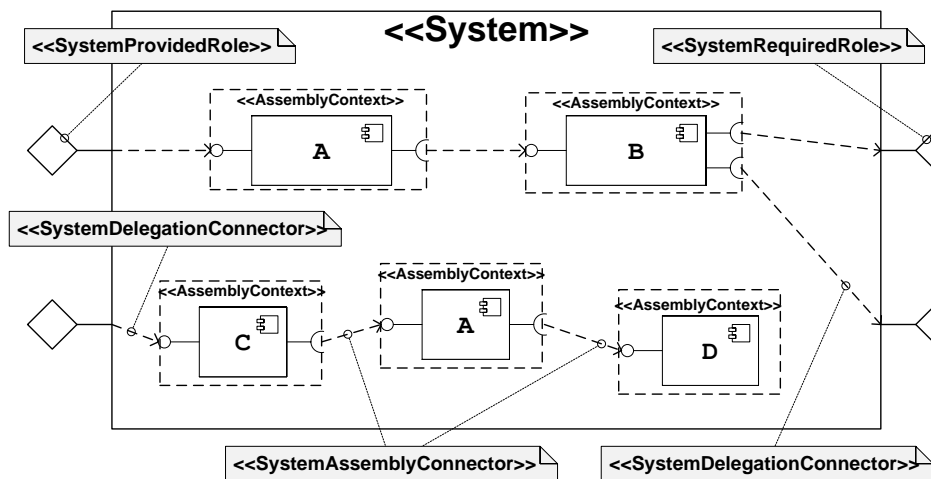 <<System>>
<<SystemProvidedRole>>
<<SystemRequiredRole>>
<<AssemblyContext>>
<<AssemblyContext>>
A
B
<<SystemDelegationConnector>>
<<AssemblyContext>>
<<AssemblyContext>>
<<AssemblyContext>>
C
A
D
<<SystemAssemblyConnector>>
<<SystemDelegationConnector>>